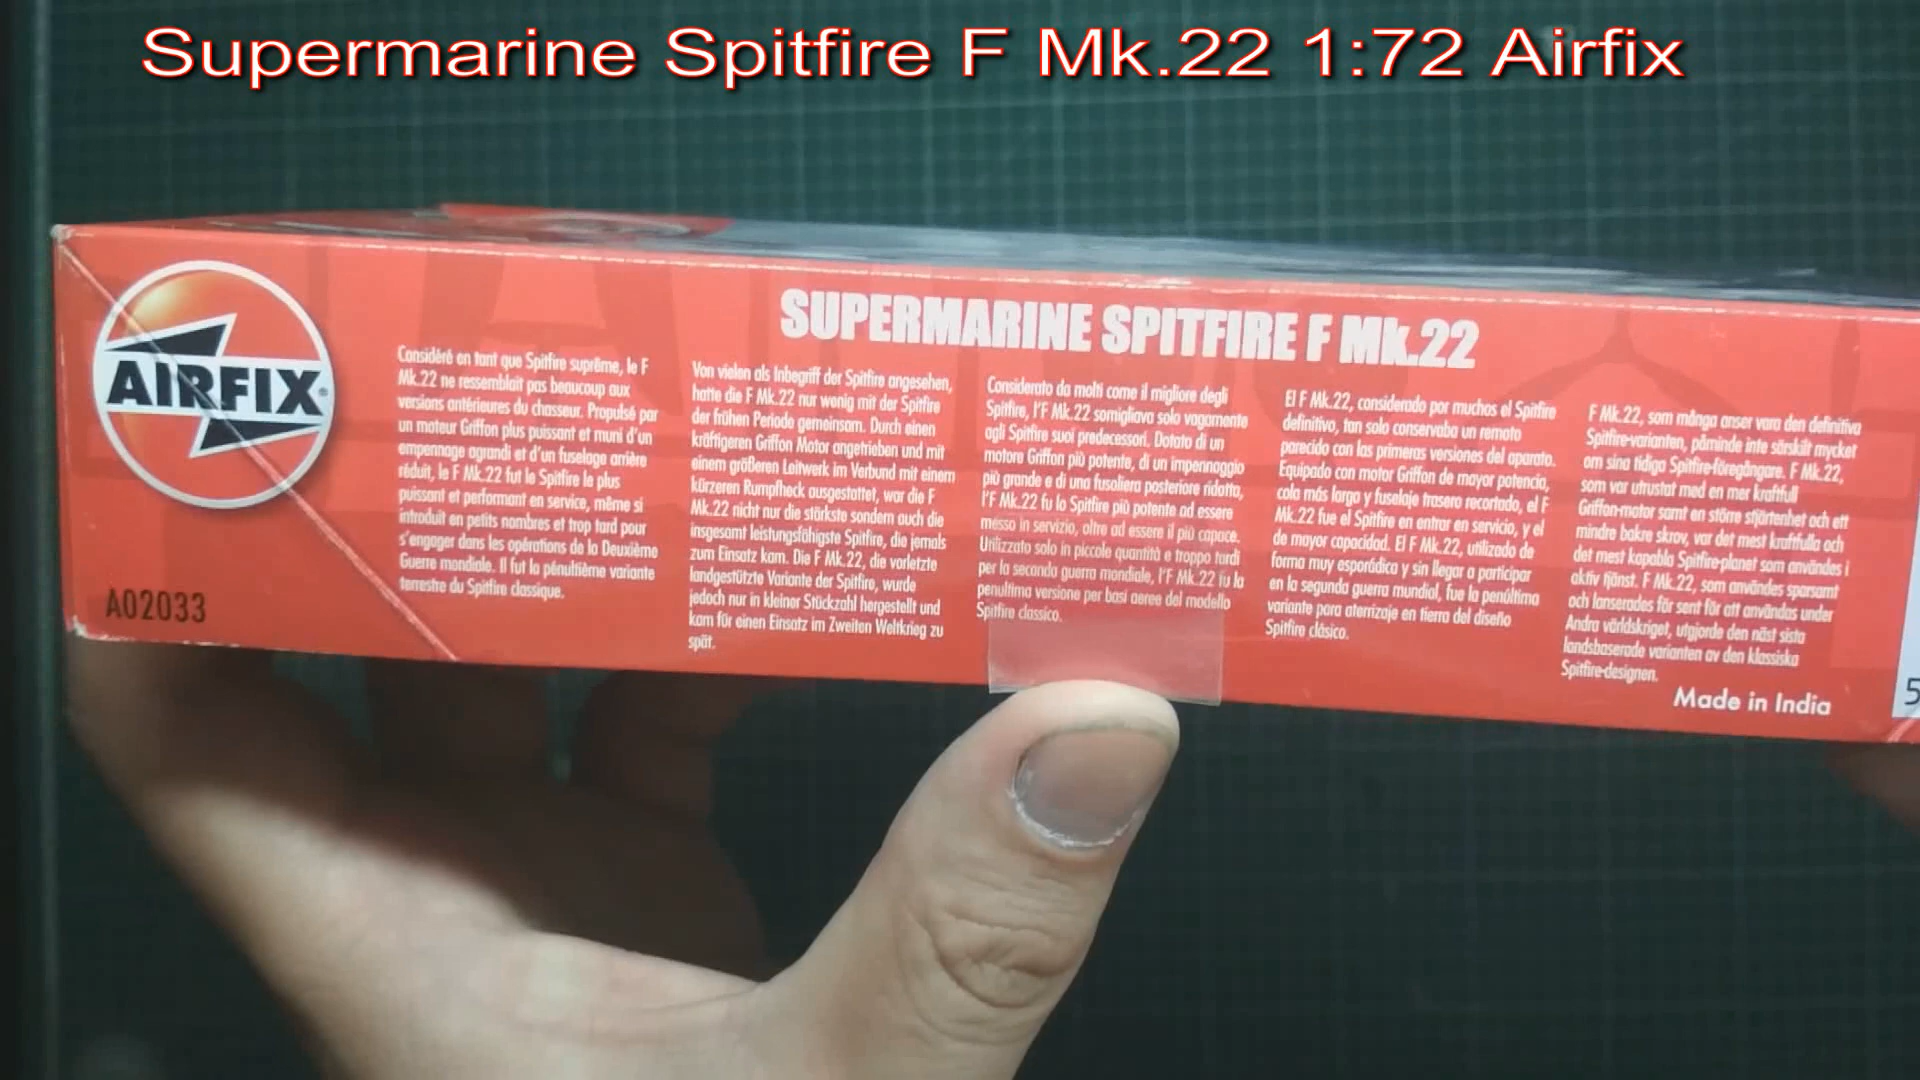 Supermarine Spitfire F Mk.22 1:72 Airfix
AIRFIX
A02033
SUPERMARINE SPITFIRE F Mk.22
Considéré en tant que Spitfire suprême, le F
Mk.22 ne ressemblait pas beaucoup aux
versions antérieures du chasseur. Propulsé par
un moteur Griffon plus puissant et muni d'un
empennage agrandi et d'un fuselage arrière
réduit, le F Mk.22 fut le Spitfire le plus
puissant et performant en service, même si
introduit en petits nombres et trop tard pour
s'engager dans les opérations de la Deuxième
Guerre mondiale. Il fut la pénultième variante
terrestre du Spitfire classique.
Von vielen als Inbegriff der Spitfire angesehen,
hatte die F Mk.22 nur wenig mit der Spitfire
der frühen Periode gemeinsam. Durch einen
kräftigeren Griffon Motor angetrieben und mit
einem größeren Leitwerk im Verbund mit einem
kürzeren Rumpfheck ausgestattet, war die F
Mk.22 nicht nur die stärkste sondern auch die
insgesamt leistungsfähigste Spitfire, die jemals
zum Einsatz kam. Die F Mk.22, die vorletzte
landgestützte Variante der Spitfire, wurde
jedoch nur in kleiner Stückzahl hergestellt und
kam für einen Einsatz im Zweiten Weltkrieg zu
spät.
Considerato da molti come il migliore degli
Spitfire, l'F Mk.22 somigliava solo vagamente
agli Spitfire suoi predecessori. Dotato di un
motore Griffon più potente, di un impennaggio
più grande e di una fusoliera posteriore ridotta,
l'F Mk.22 fu lo Spitfire più potente ad essere
messo in servizio, oltre ad essere il più capace.
Utilizzato solo in piccole quantità e troppo tardi
per la seconda guerra mondiale, l'F Mk.22 fu la
penultima versione per basi aeree del modello
Spitfire classico.
El F Mk.22, considerado por muchos el Spitfire
definitivo, tan solo conservaba un remoto
parecido con las primeras versiones del aparato.
Equipado con motor Griffon de mayor potencia,
cola más larga y fuselaje trasero recortado, el F
Mk.22 fue el Spitfire en entrar en servicio, y el
de mayor capacidad. El F Mk.22, utilizado de
forma muy esporádica y sin llegar a participar
en la segunda guerra mundial, fue la penúltima
variante para aterrizaje en tierra del diseño
Spitfire clásico.
F Mk.22, som många anser vara den definitiva
Spitfire-varianten, påminde inte särskilt mycket
om sina tidiga Spitfire-föregångare. F Mk.22,
som var utrustat med en mer kraftfull
Griffon-motor samt en större stjärtenhet och ett
mindre bakre skrov, var det mest kraftfulla och
det mest kapabla Spitfire-planet som användes i
aktiv tjänst. F Mk.22, som användes sparsamt
och lanserades för sent för att användas under
Andra världskriget, utgjorde den näst sista
landsbaserade varianten av den klassiska
Spitfire-designen.
Made in India
5